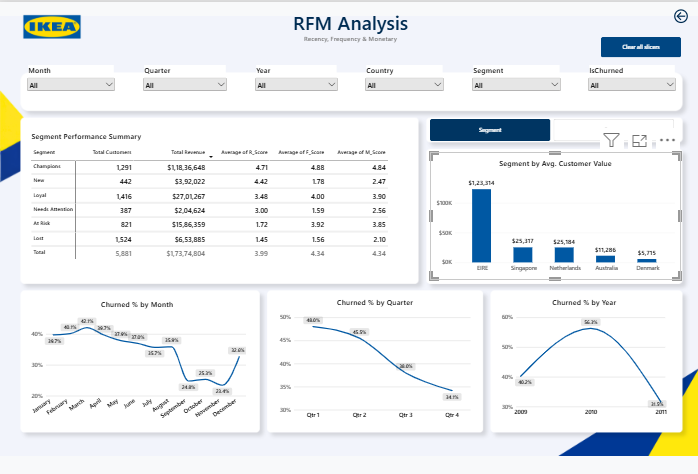 IKEA
RFM Analysis
Recency, Frequency & Monetary
Clear all slicers
Month Quarter Year Country Segment IsChurned
All All All All All All
Segment Performance Summary
Segment Total Customers Total Revenue Average of R_Score Average of F_Score Average of M_Score
Champions 1,291 $1,18,36,648 4.71 4.88 4.84
New 442 $3,92,022 4.42 1.78 2.47
Loyal 1,416 $27,01,267 3.48 4.00 3.90
Needs Attention 387 $2,04,624 3.00 1.59 2.56
At Risk 821 $15,86,359 1.72 3.92 3.85
Lost 1,524 $6,53,885 1.45 1.56 2.10
Total 5,881 $1,73,74,804 3.99 4.34 4.34
Segment
Segment by Avg. Customer Value
$1,23,314
$100K
$50K
$0K
$25,317 $25,184 $11,286 $5,715
EIRE Singapore Netherlands Australia Denmark
Churned % by Month
40%
30%
20%
39.7% 40.1% 42.1% 39.7% 37.9% 37.0% 35.7% 35.9% 24.8% 25.3% 23.4% 32.6%
January February March April May June July August September October November December
Churned % by Quarter
50%
45%
40%
35%
30%
48.0% 45.5% 38.0% 34.1%
Qtr 1 Qtr 2 Qtr 3 Qtr 4
Churned % by Year
60%
50%
40%
30%
40.2% 56.3% 31.5%
2009 2010 2011